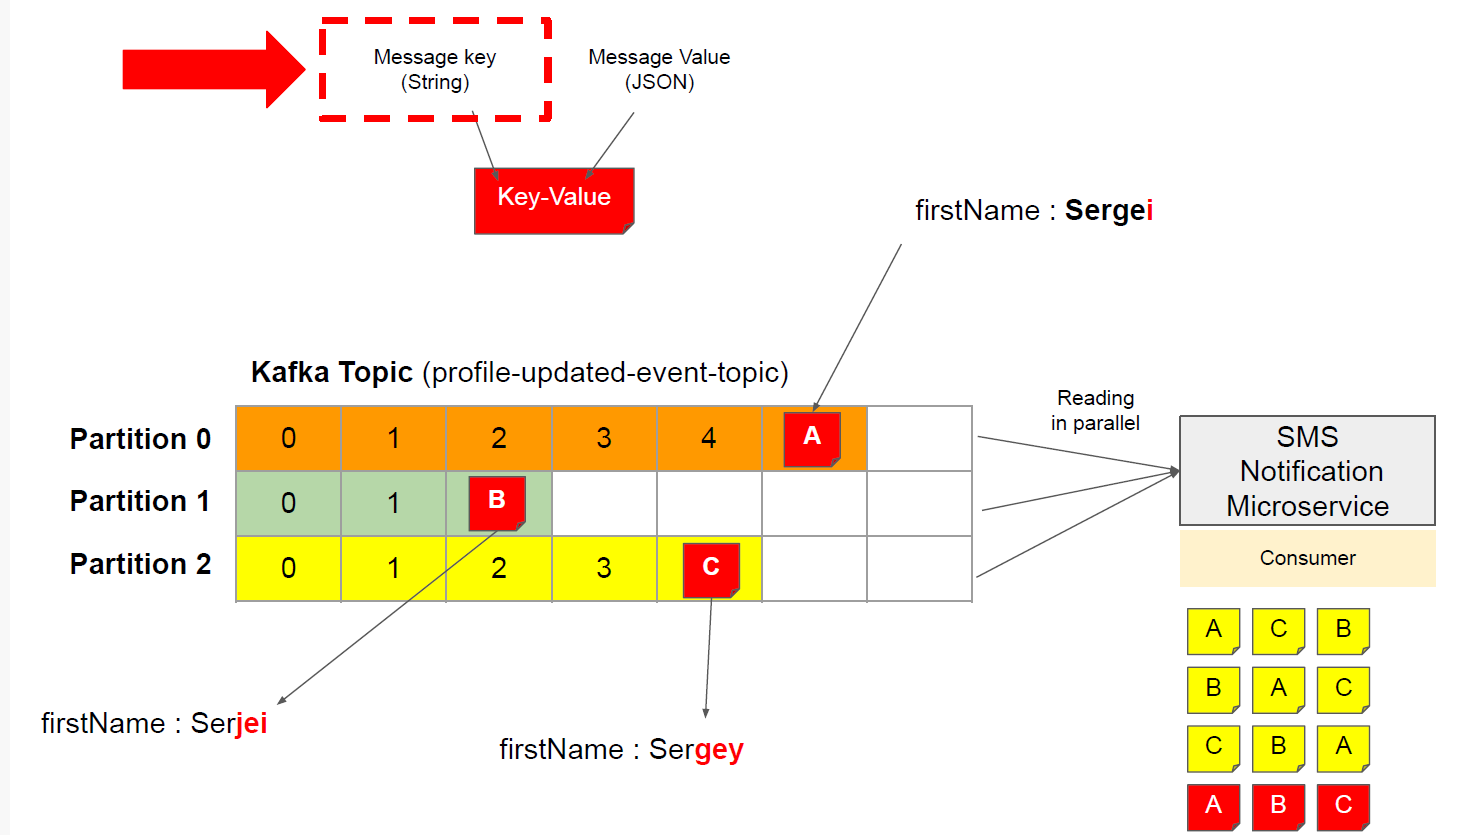 Message key
(String)
Message Value
(JSON)
Key-Value
firstName : Sergei
Kafka Topic (profile-updated-event-topic)
Reading
in parallel
Partition 0
0 1 2 3 4 A
Partition 1
0 1 B
Partition 2
0 1 2 3 C
SMS
Notification
Microservice
Consumer
A C B
B A C
C B A
A B C
firstName : Serjei
firstName : Sergey